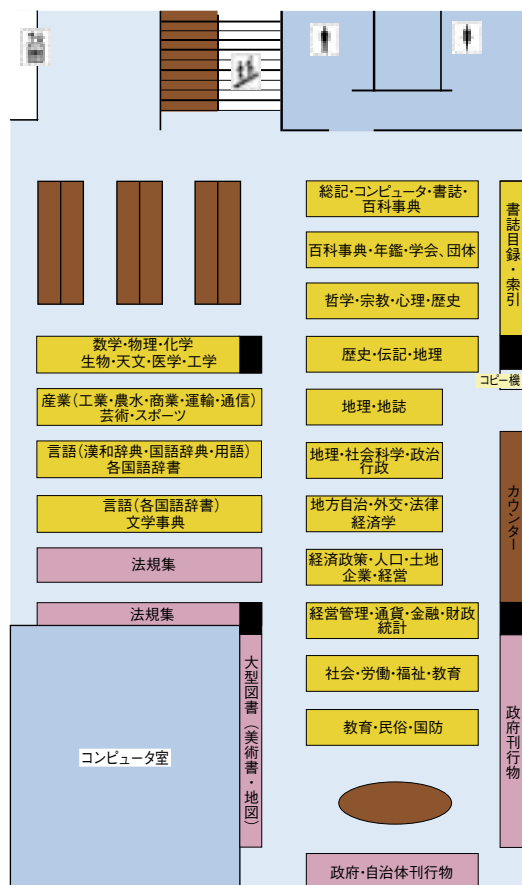 総記・コンピュータ・書誌・
百科事典
百科事典・年鑑・学会、団体
哲学・宗教・心理・歴史
歴史・伝記・地理
地理・地誌
地理・社会科学・政治
行政
地方自治・外交・法律
経済学
経済政策・人口・土地
企業・経営
経営管理・通貨・金融・財政
統計
社会・労働・福祉・教育
教育・民俗・国防
政府・自治体刊行物
数学・物理・化学
生物・天文・医学・工学
産業(工業・農水・商業・運輸・通信)
芸術・スポーツ
言語(漢和辞典・国語辞典・用語)
各国語辞書
言語(各国語辞書)
文学事典
法規集
法規集
大型図書(美術書・地図)
コンピュータ室
書誌目録・索引
コピー機
カウンター
政府刊行物